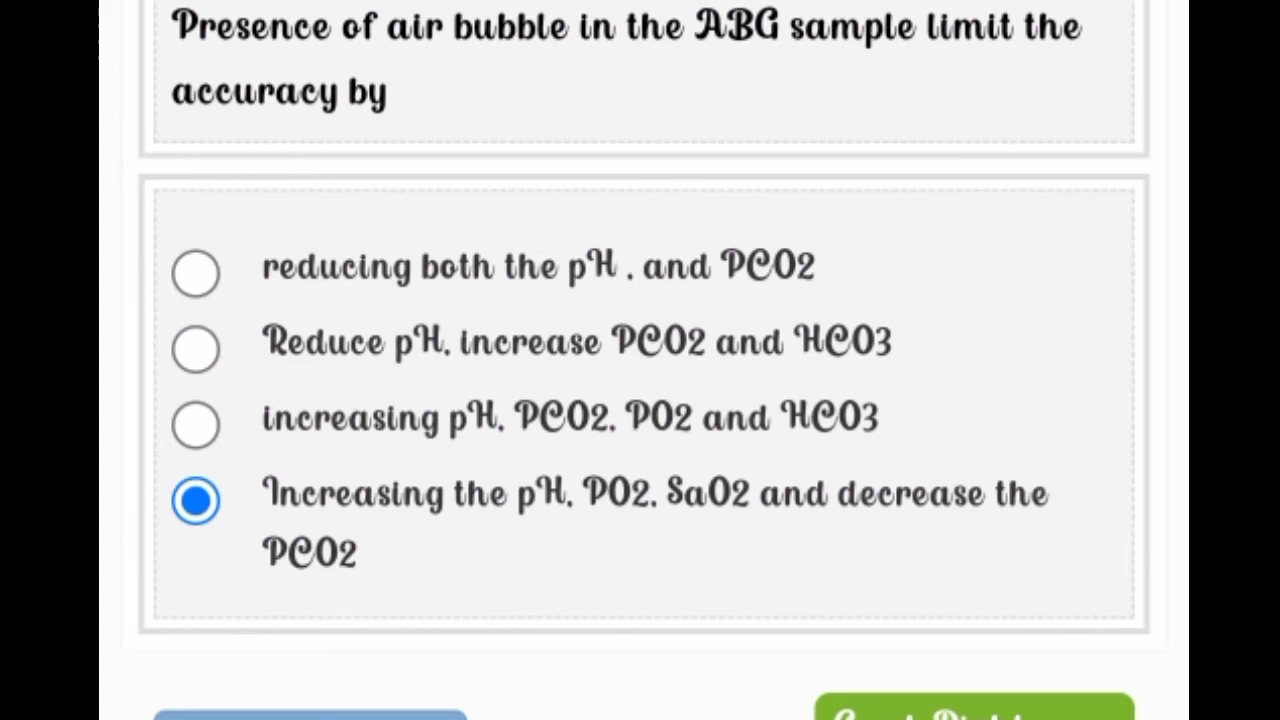 Presence of air bubble in the ABG sample limit the
accuracy by
reducing both the pH , and PCO2
Reduce pH, increase PCO2 and HCO3
increasing pH, PCO2, PO2 and HCO3
Increasing the pH, PO2, SaO2 and decrease the
PCO2